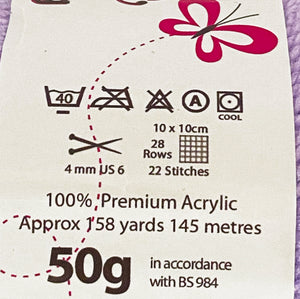 40 A
COOL
10 x 10cm
28
Rows
4 mm US 6 22 Stitches
100% Premium Acrylic
Approx 158 yards 145 metres
50g in accordance
with BS 984